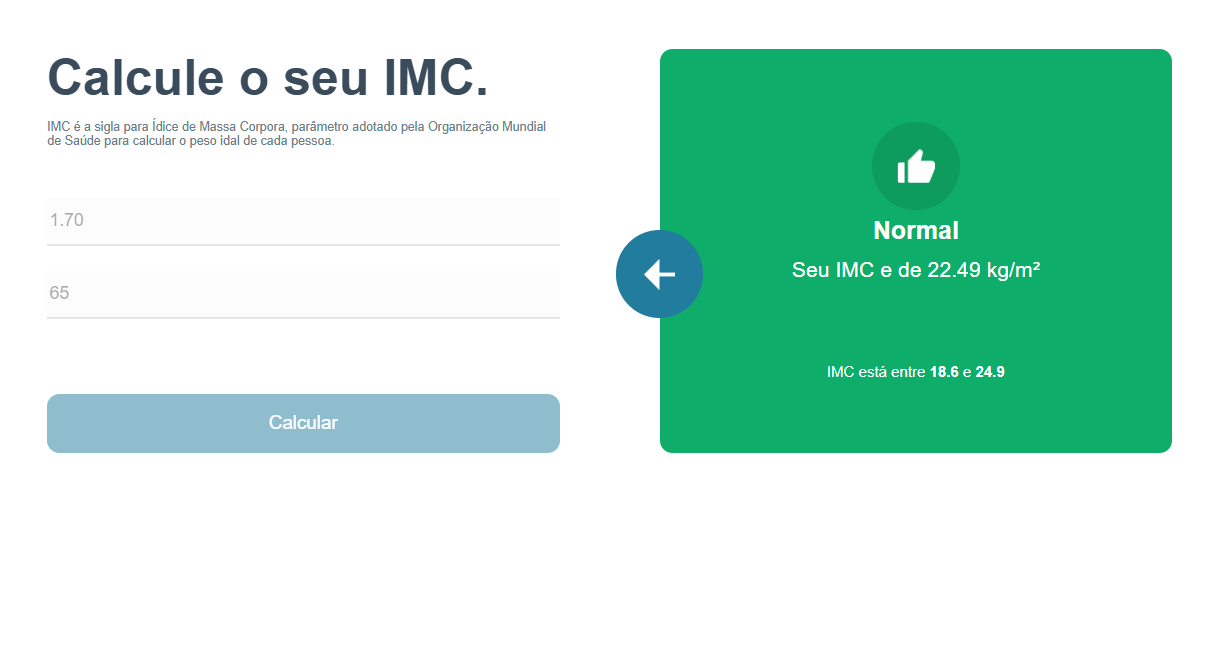 Calcule o seu IMC.
IMC é a sigla para Ídice de Massa Corpora, parâmetro adotado pela Organização Mundial
de Saúde para calcular o peso idal de cada pessoa.
1.70
65
Calcular
Normal
Seu IMC e de 22.49 kg/m²
IMC está entre 18.6 e 24.9